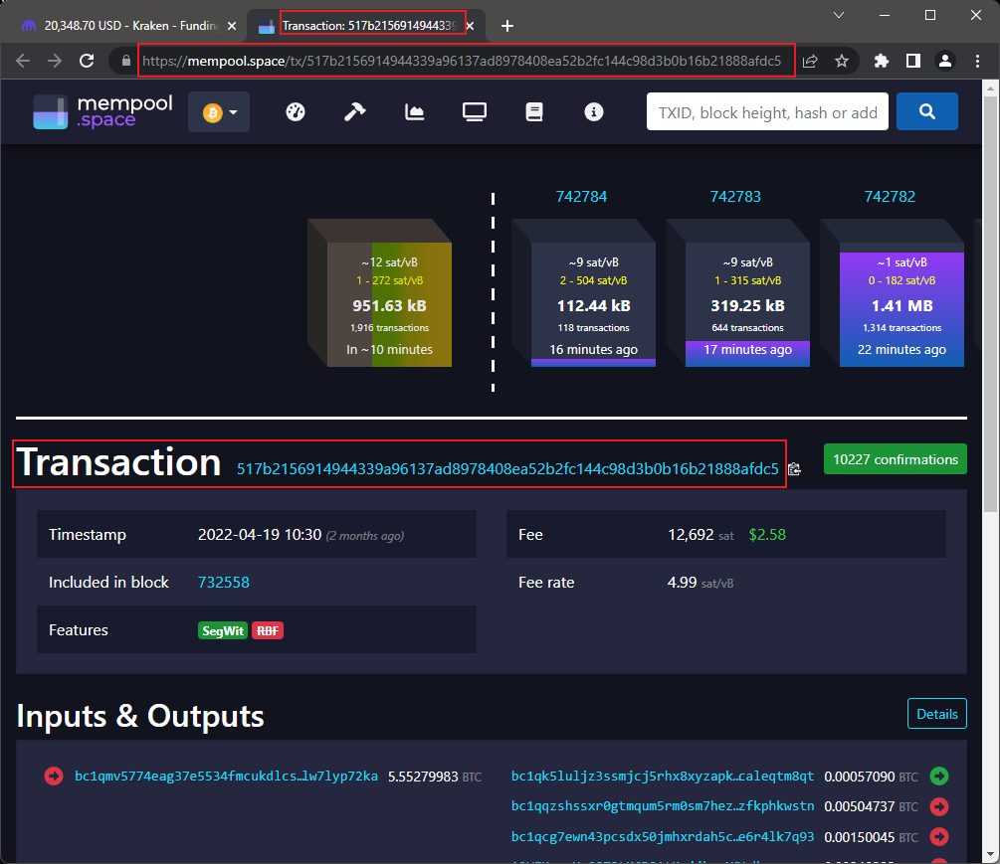 20,348.70 USD - Kraken - Fundin
Transaction: 517b2156914944339
https://mempool.space/tx/517b2156914944339a96137ad8978408ea52b2fc144c98d3b0b16b21888afdc5
mempool
.space
TXID, block height, hash or add
742784 742783 742782
~12 sat/vB ~9 sat/vB ~9 sat/vB ~1 sat/vB
1 - 272 sat/vB 2 - 504 sat/vB 1 - 315 sat/vB 0 - 182 sat/vB
951.63 kB 112.44 kB 319.25 kB 1.41 MB
1,916 transactions 118 transactions 644 transactions 1,314 transactions
In ~10 minutes 16 minutes ago 17 minutes ago 22 minutes ago
Transaction 517b2156914944339a96137ad8978408ea52b2fc144c98d3b0b16b21888afdc5 10227 confirmations
Timestamp 2022-04-19 10:30 (2 months ago) Fee 12,692 sat $2.58
Included in block 732558 Fee rate 4.99 sat/vB
Features SegWit RBF
Inputs & Outputs Details
bc1qmv5774eag37e5534fmcukdlcs…lw7lyp72ka 5.55279983 BTC bc1qk5luljz3ssmjcj5rhx8xyzapk…caleqtm8qt 0.00057090 BTC
bc1qqzshssxr0gtmqum5rm0sm7hez…zfkphkwstn 0.00504737 BTC
bc1qcg7ewn43pcsdx50jmhxrdah5c…e6r4lk7q93 0.00150045 BTC